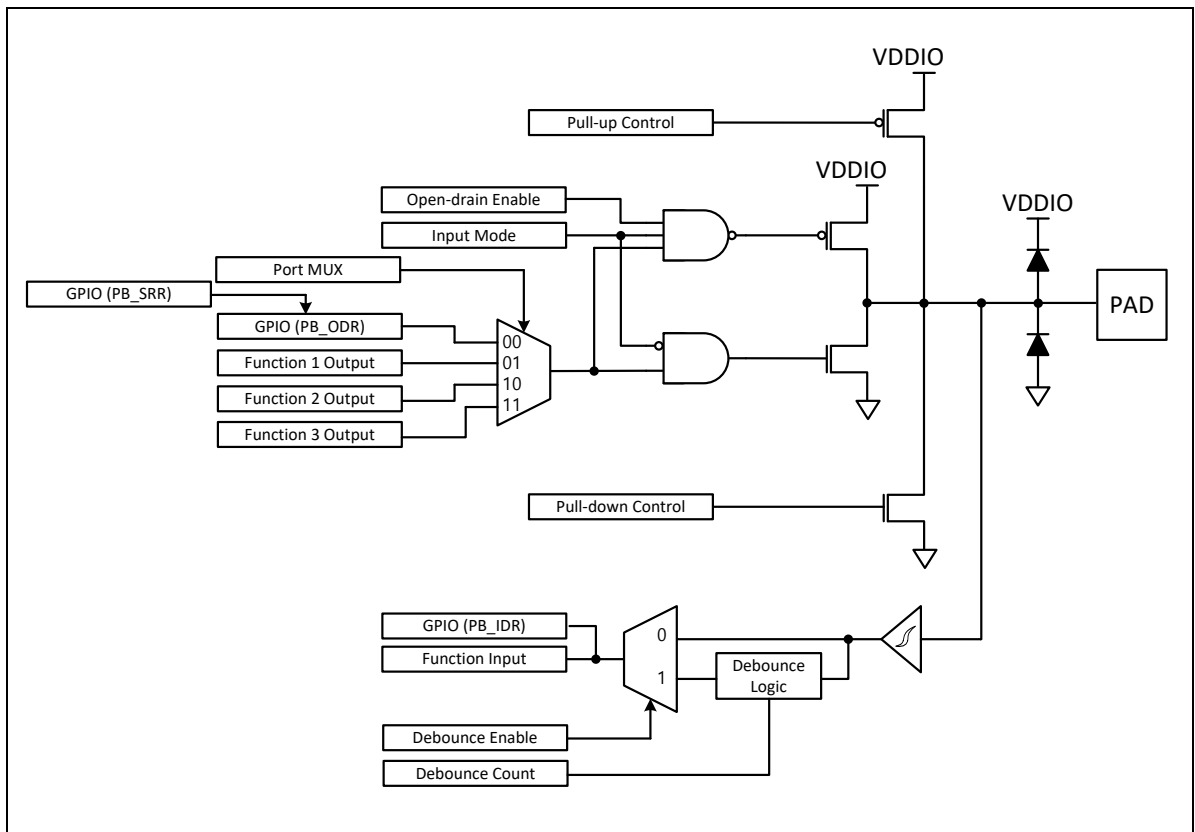 VDDIO
Pull-up Control
VDDIO
Open-drain Enable
VDDIO
Input Mode
Port MUX
GPIO (PB_SRR)
GPIO (PB_ODR)
00
Function 1 Output
01
Function 2 Output
10
Function 3 Output
11
PAD
Pull-down Control
GPIO (PB_IDR)
0
Function Input
1
Debounce
Logic
Debounce Enable
Debounce Count